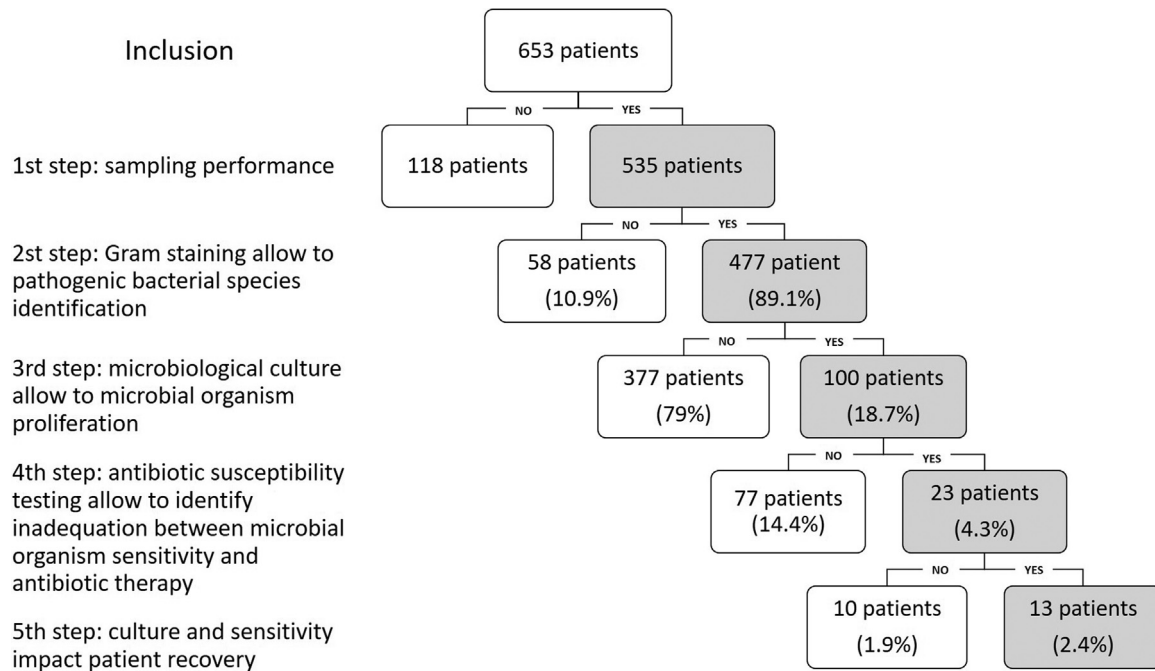 Inclusion
653 patients
NO
YES
1st step: sampling performance
118 patients
535 patients
NO
YES
2st step: Gram staining allow to
pathogenic bacterial species
identification
58 patients
(10.9%)
477 patient
(89.1%)
NO
YES
3rd step: microbiological culture
allow to microbial organism
proliferation
377 patients
(79%)
100 patients
(18.7%)
NO
YES
4th step: antibiotic susceptibility
testing allow to identify
inadequation between microbial
organism sensitivity and
antibiotic therapy
77 patients
(14.4%)
23 patients
(4.3%)
NO
YES
5th step: culture and sensitivity
impact patient recovery
10 patients
(1.9%)
13 patients
(2.4%)